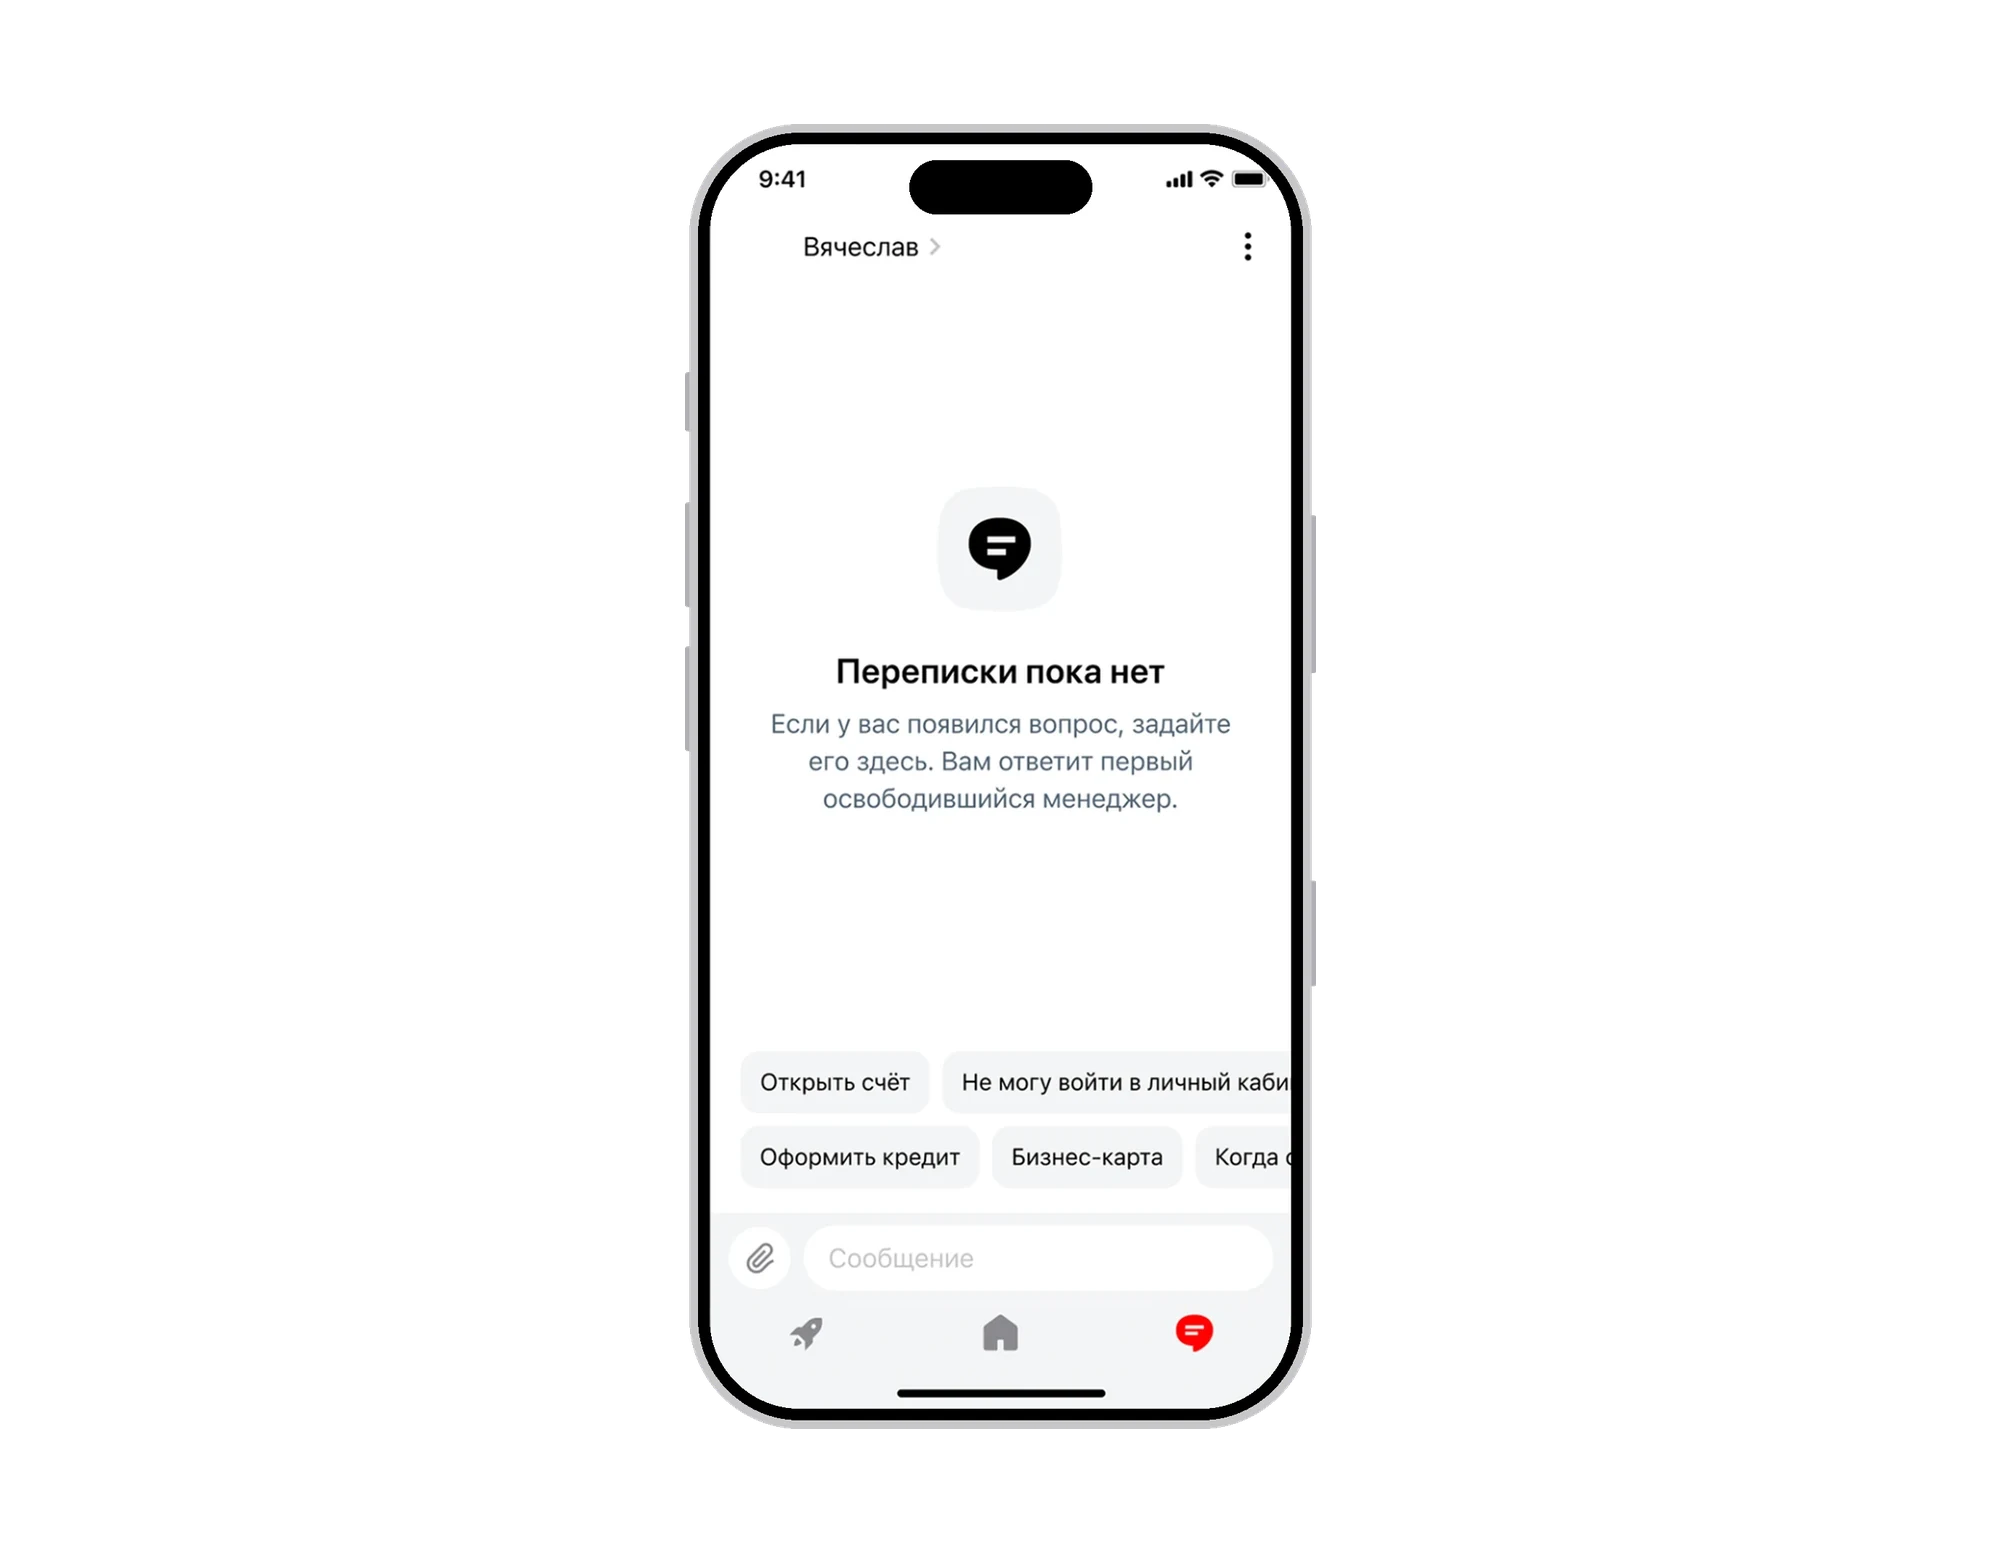 9:41
Вячеслав
Переписки пока нет
Если у вас появился вопрос, задайте
его здесь. Вам ответит первый
освободившийся менеджер.
Открыть счёт
Не могу войти в личный
Оформить кредит
Бизнес-карта
Когда
Сообщение